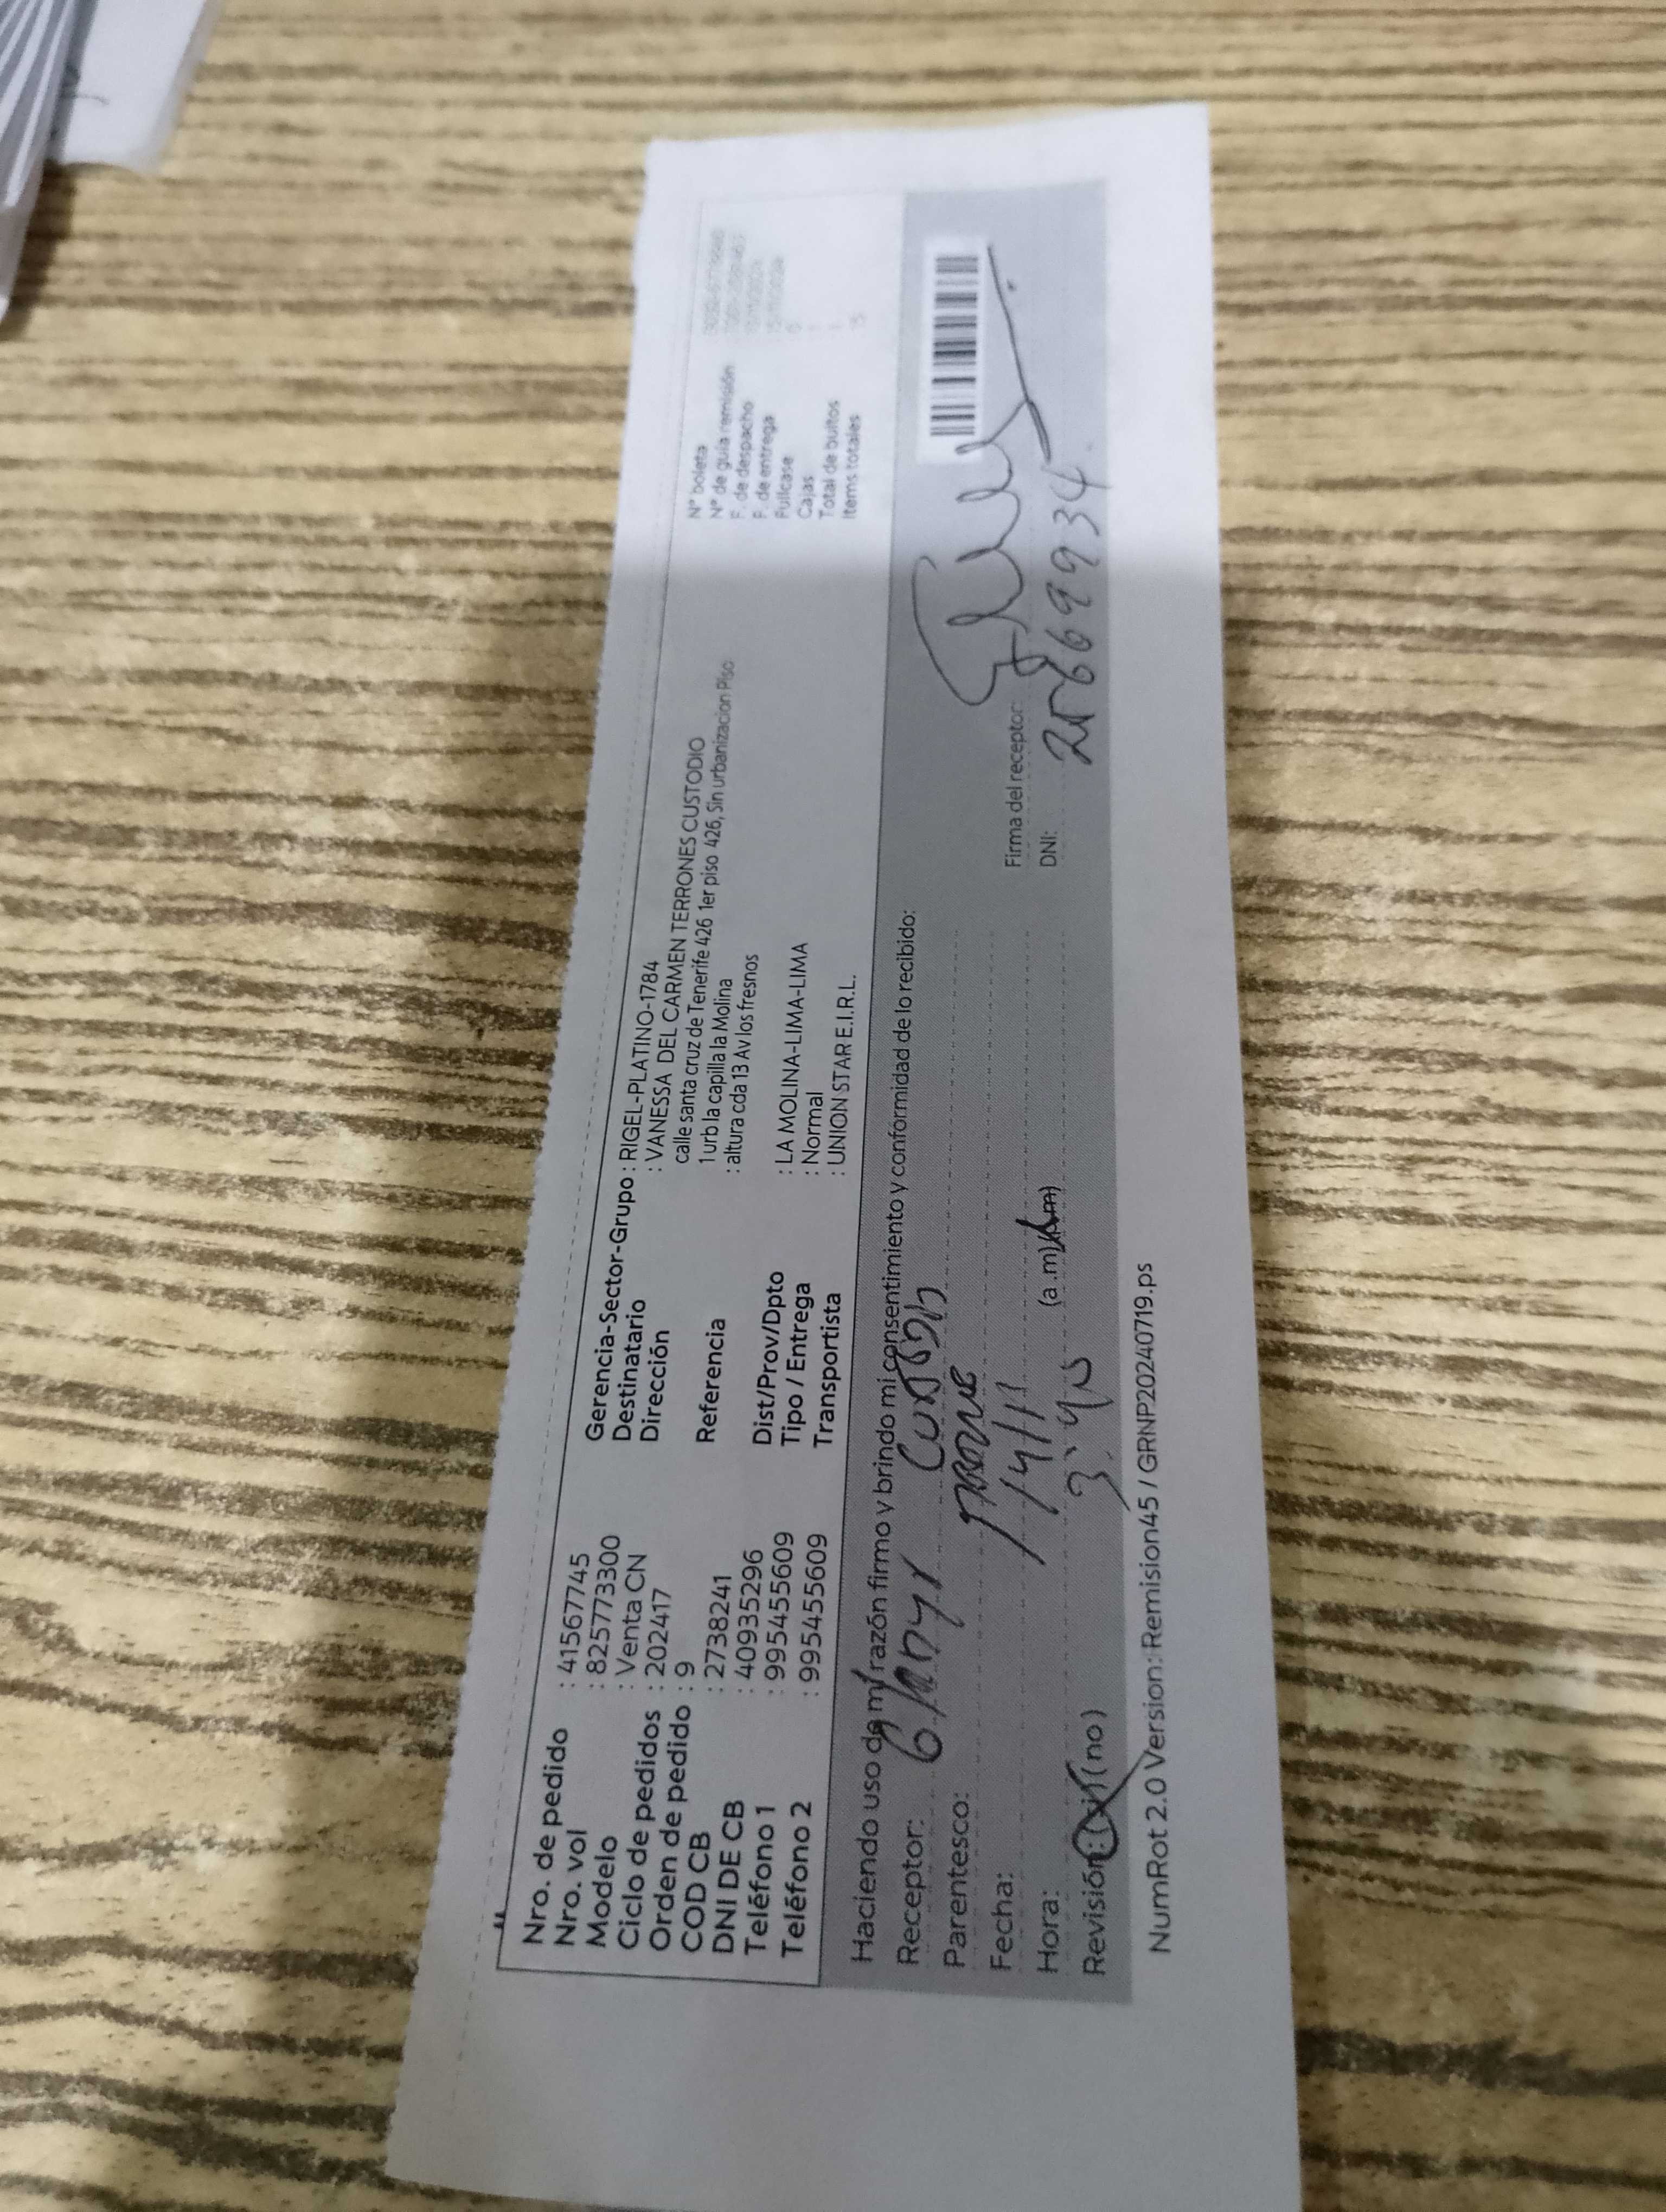 Nro. de pedido : 41567745
Nro. vol : 8257773300
Modelo : Venta CN
Ciclo de pedidos : 202417
Orden de pedido : 9
COD CB : 2738241
DNI DE CB : 40935296
Teléfono 1 : 995455609
Teléfono 2 : 995455609
Gerencia-Sector-Grupo : RIGEL-PLATINO-1784
Destinatario : VANESSA DEL CARMEN TERRONES CUSTODIO
Dirección calle santa cruz de Tenerife 426 1er piso 426, Sin urbanizacion Piso
1 urb la capilla la Molina
Referencia : altura cda 13 Av los fresnos
Dist/Prov/Dpto : LA MOLINA-LIMA-LIMA
Tipo / Entrega : Normal
Transportista : UNION STAR E.I.R.L.
N° boleta
N° de guía remisión
F. de despacho
F. de entrega
Fullcase
Cajas
Total de bultos
Items totales
Haciendo uso de mi razón firmo y brindo mi consentimiento y conformidad de lo recibido:
Receptor:
Parentesco:
Fecha: 14/11
Hora: (a.m) (p.m)
Revisión: (si) (no)
Firma del receptor:
DNI: 25669934
NumRot 2.0 Version:Remision45 / GRNP20240719.ps